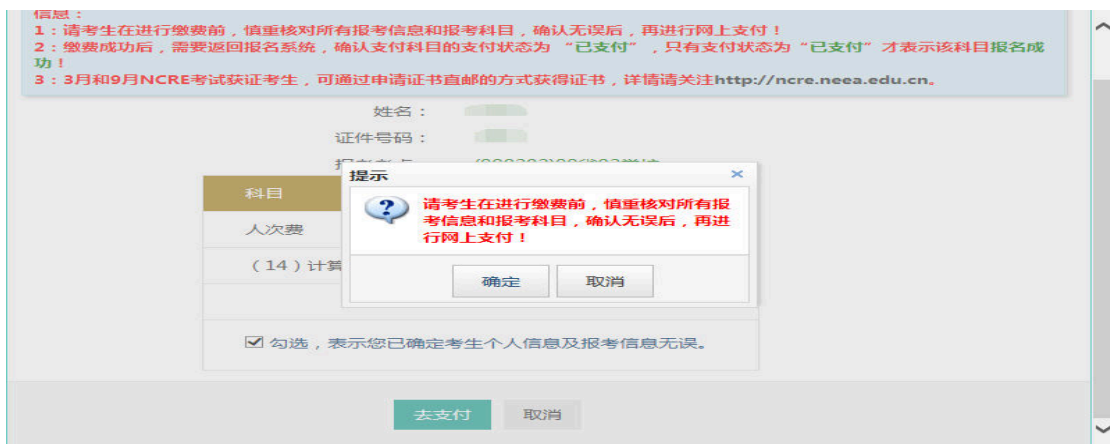 信息：
1：请考生在进行缴费前，慎重核对所有报考信息和报考科目，确认无误后，再进行网上支付！
2：缴费成功后，需要返回报名系统，确认支付科目的支付状态为 “已支付”，只有支付状态为“已支付”才表示该科目报名成
功！
3：3月和9月NCRE考试获证考生，可通过申请证书直邮的方式获得证书，详情请关注http://ncre.neea.edu.cn。
姓名：
证件号码：
提示
科目
请考生在进行缴费前，慎重核对所有报
考信息和报考科目，确认无误后，再进
行网上支付！
人次费
（14）计算
确定 取消
勾选，表示您已确定考生个人信息及报考信息无误。
去支付 取消